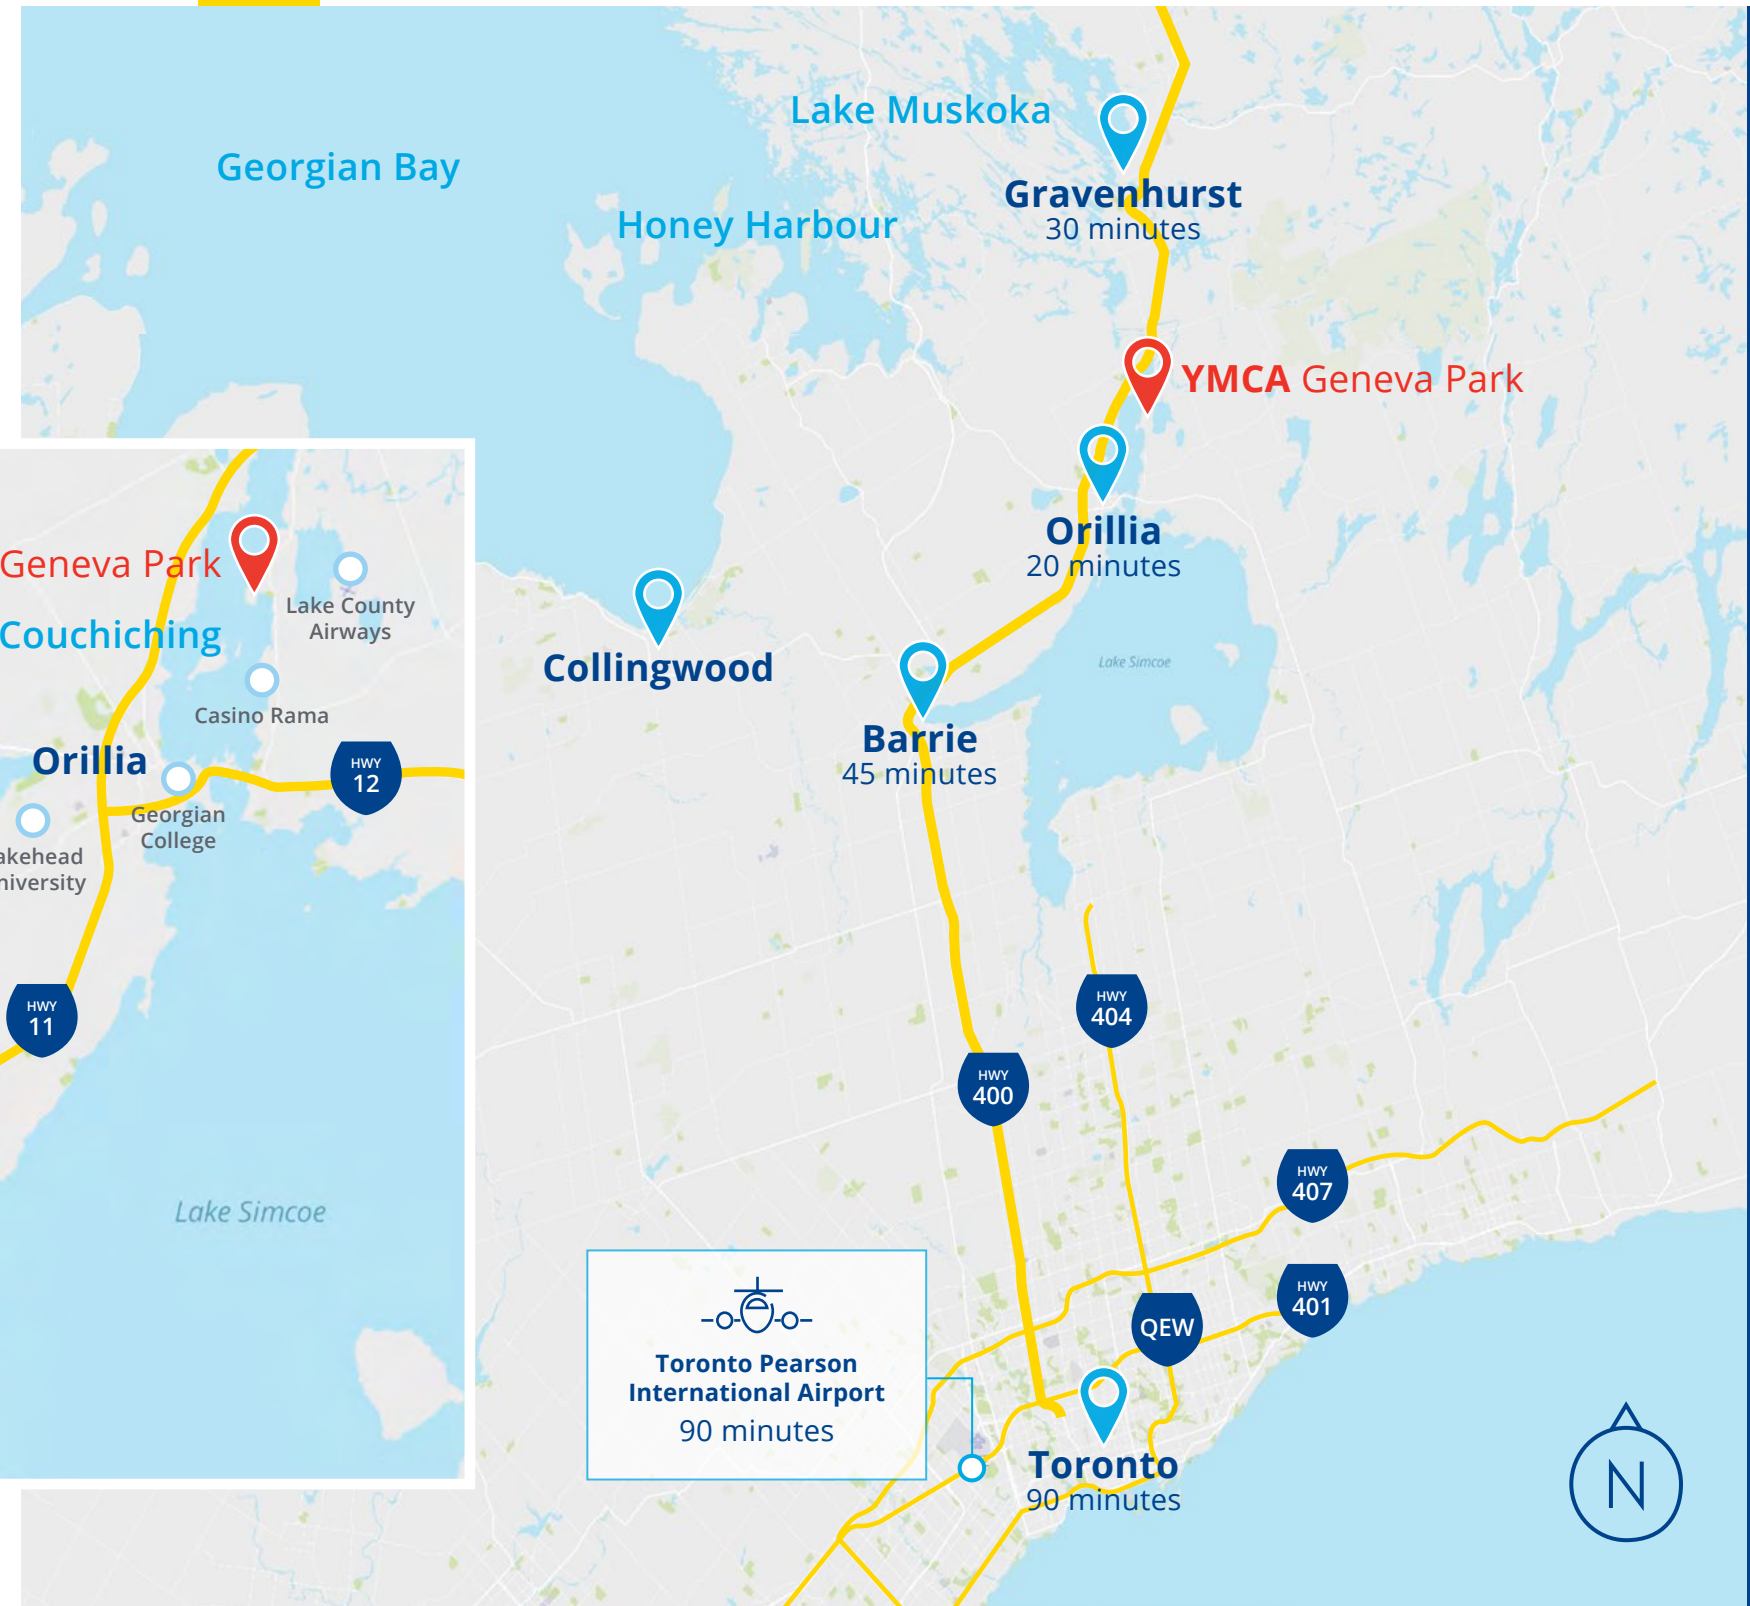 Lake Muskoka
Georgian Bay
Gravenhurst
30 minutes
Honey Harbour
YMCA Geneva Park
Orillia
20 minutes
Collingwood
Lake Simcoe
Barrie
45 minutes
HWY
404
HWY
400
HWY
407
HWY
401
QEW
Toronto Pearson
International Airport
90 minutes
Toronto
90 minutes
N
Geneva Park
Couchiching
Lake County
Airways
Casino Rama
Orillia
HWY
12
Georgian
College
akehead
niversity
HWY
11
Lake Simcoe